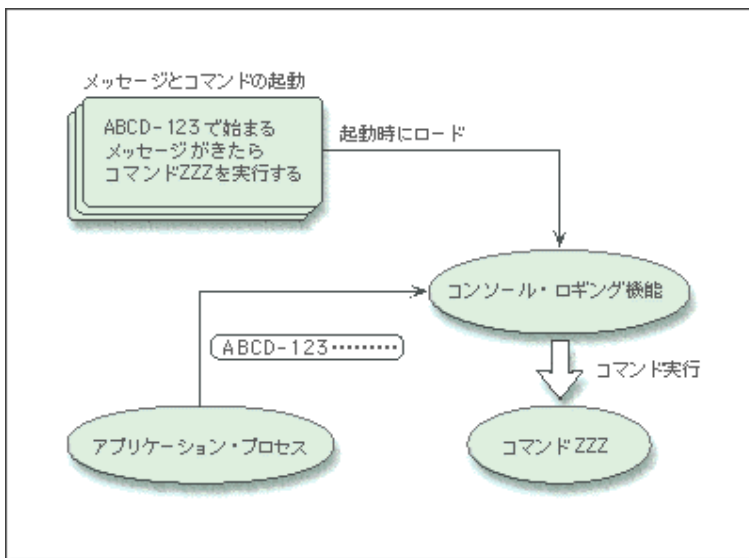 メッセージとコマンドの起動
ABCD-123で始まる
メッセージがきたら
コマンドZZZを実行する
起動時にロード
コンソール・ロギング機能
ABCD-123………
コマンド実行
アプリケーション・プロセス
コマンドZZZ